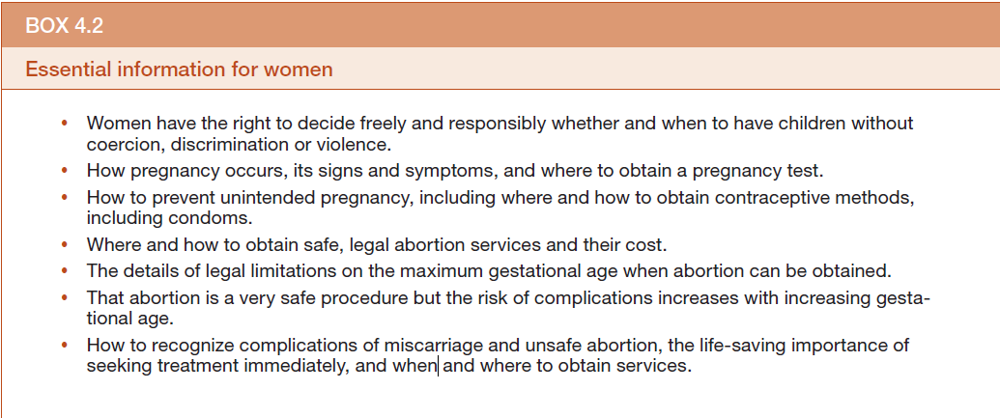 BOX 4.2
Essential information for women
• Women have the right to decide freely and responsibly whether and when to have children without
coercion, discrimination or violence.
• How pregnancy occurs, its signs and symptoms, and where to obtain a pregnancy test.
• How to prevent unintended pregnancy, including where and how to obtain contraceptive methods,
including condoms.
• Where and how to obtain safe, legal abortion services and their cost.
• The details of legal limitations on the maximum gestational age when abortion can be obtained.
• That abortion is a very safe procedure but the risk of complications increases with increasing gesta-
tional age.
• How to recognize complications of miscarriage and unsafe abortion, the life-saving importance of
seeking treatment immediately, and when and where to obtain services.